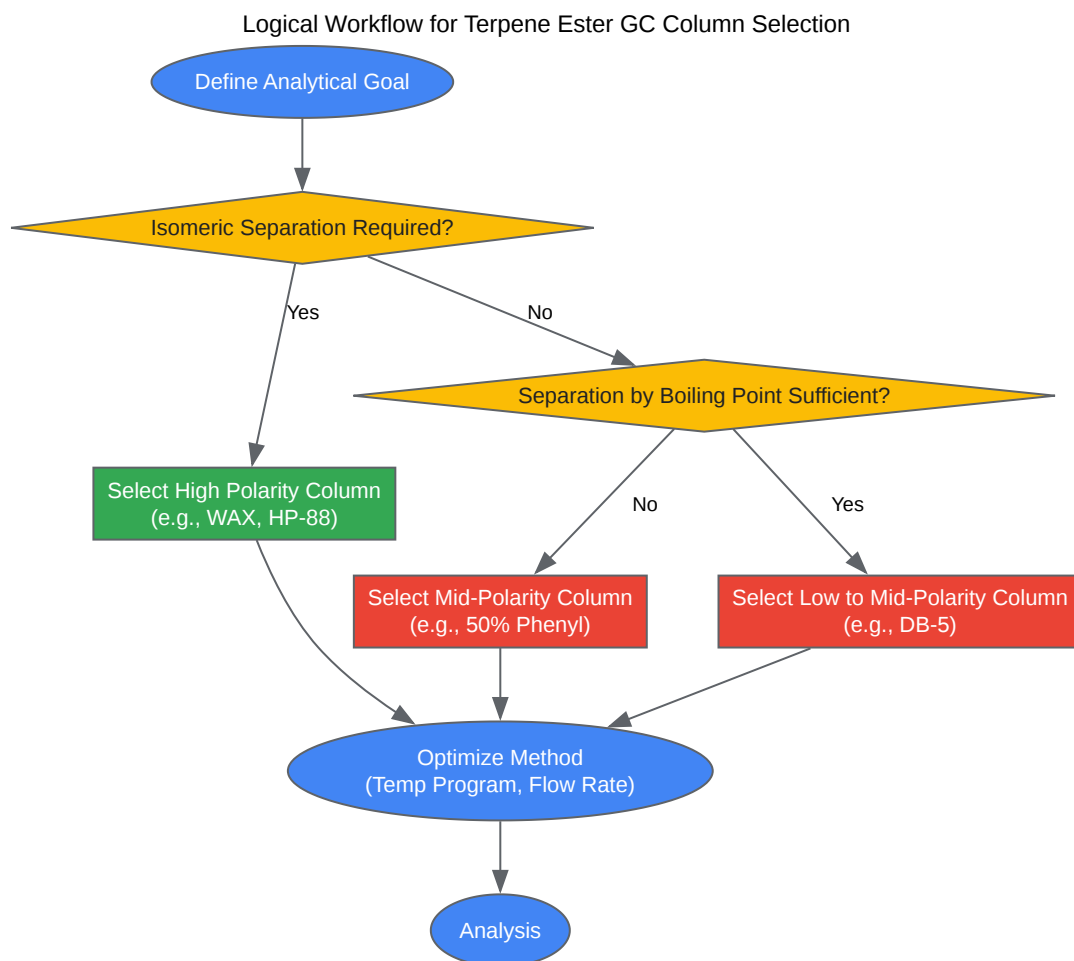 Logical Workflow for Terpene Ester GC Column Selection
Define Analytical Goal
Isomeric Separation Required?
Yes
No
Separation by Boiling Point Sufficient?
Select High Polarity Column
(e.g., WAX, HP-88)
No
Yes
Select Mid-Polarity Column
(e.g., 50% Phenyl)
Select Low to Mid-Polarity Column
(e.g., DB-5)
Optimize Method
(Temp Program, Flow Rate)
Analysis